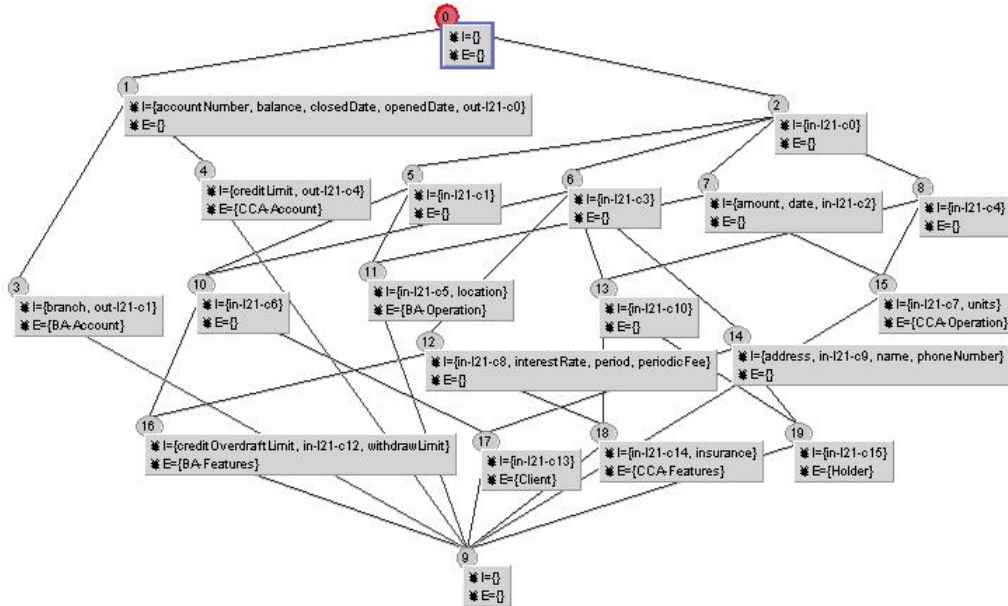 0
I={}
E={}
1
I={accountNumber, balance, closedDate, openedDate, out-I21-c0}
E={}
2
I={in-I21-c0}
E={}
4
I={creditLimit, out-I21-c4}
E={CCA-Account}
5
I={in-I21-c1}
E={}
6
I={in-I21-c3}
E={}
7
I={amount, date, in-I21-c2}
E={}
8
I={in-I21-c4}
E={}
3
I={branch, out-I21-c1}
E={BA-Account}
10
I={in-I21-c6}
E={}
11
I={in-I21-c5, location}
E={BA-Operation}
13
I={in-I21-c10}
E={}
15
I={in-I21-c7, units}
E={CCA-Operation}
12
I={in-I21-c8, interestRate, period, periodicFee}
E={}
14
I={address, in-I21-c9, name, phoneNumber}
E={}
16
I={creditOverdraftLimit, in-I21-c12, withdrawLimit}
E={BA-Features}
17
I={in-I21-c13}
E={Client}
18
I={in-I21-c14, insurance}
E={CCA-Features}
19
I={in-I21-c15}
E={Holder}
9
I={}
E={}